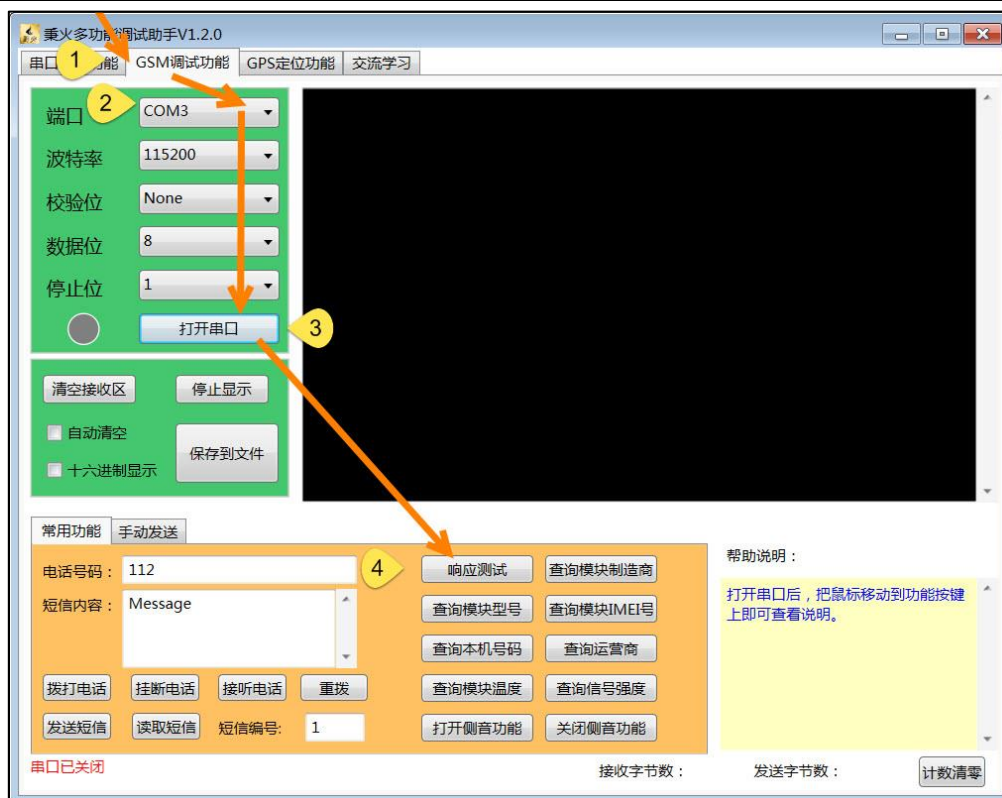 秉火多功能调试助手V1.2.0
串口 1 能 GSM调试功能 GPS定位功能 交流学习
端口 2 COM3
波特率 115200
校验位 None
数据位 8
停止位 1
打开串口 3
清空接收区 停止显示
自动清空
保存到文件
十六进制显示
常用功能 手动发送
电话号码： 112 4 响应测试 查询模块制造商
短信内容： Message 查询模块型号 查询模块IMEI号
查询本机号码 查询运营商
拨打电话 挂断电话 接听电话 重拨 查询模块温度 查询信号强度
发送短信 读取短信 短信编号: 1 打开侧音功能 关闭侧音功能
帮助说明：
打开串口后，把鼠标移动到功能按键
上即可查看说明。
串口已关闭 接收字节数： 发送字节数： 计数清零